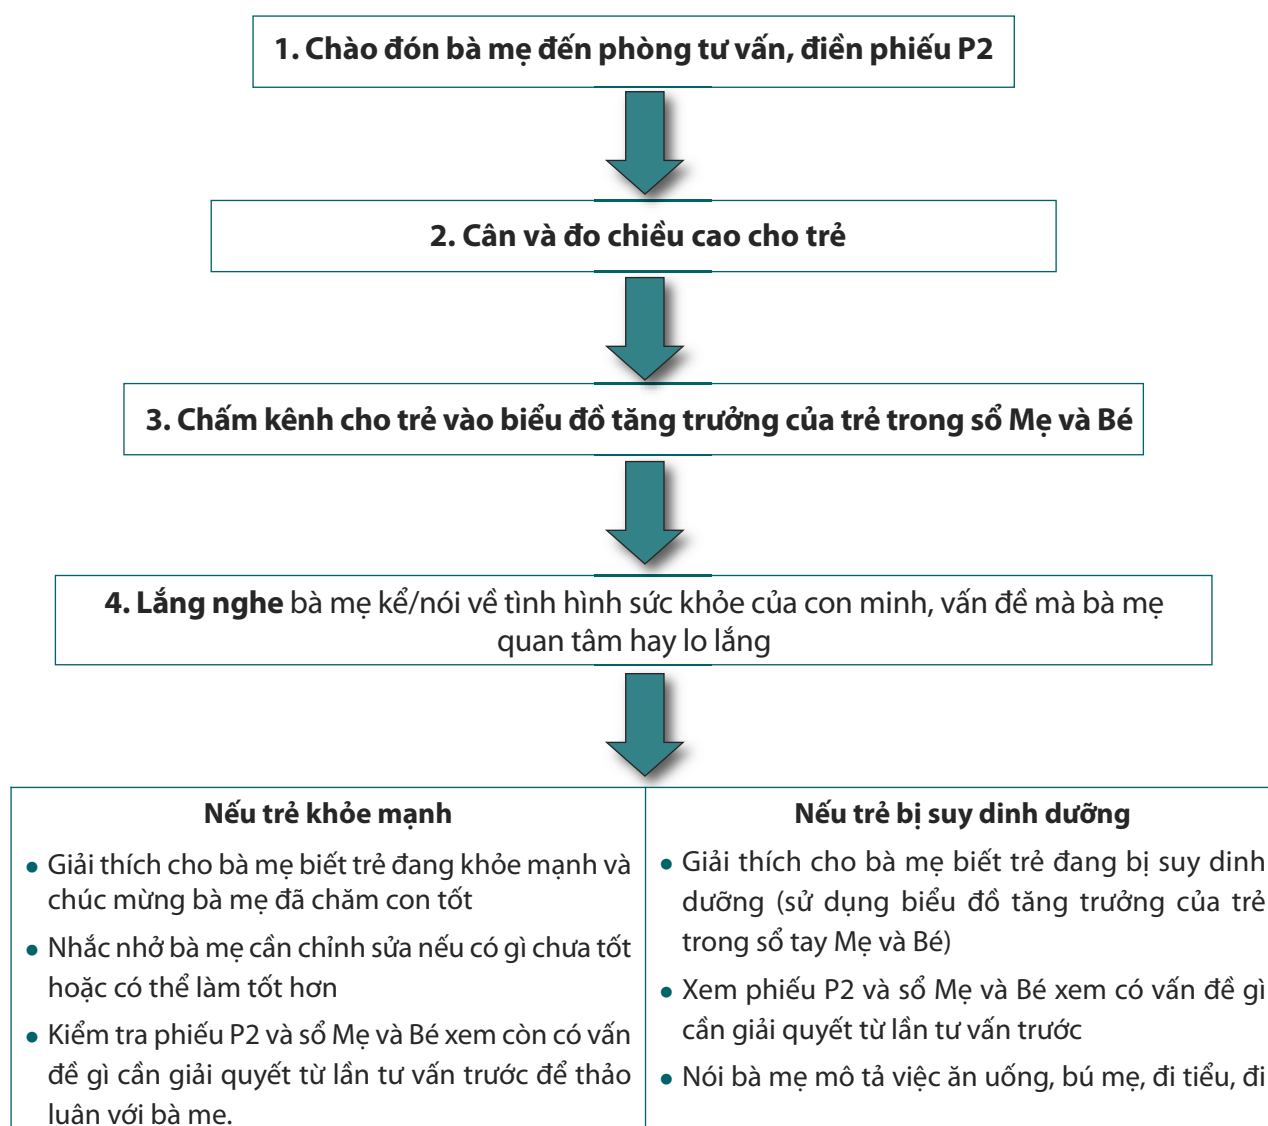 1. Chào đón bà mẹ đến phòng tư vấn, điền phiếu P2
2. Cân và đo chiều cao cho trẻ
3. Chấm kênh cho trẻ vào biểu đồ tăng trưởng của trẻ trong sổ Mẹ và Bé
4. Lắng nghe bà mẹ kể/nói về tình hình sức khỏe của con minh, vấn đề mà bà mẹ
quan tâm hay lo lắng
Nếu trẻ khỏe mạnh
• Giải thích cho bà mẹ biết trẻ đang khỏe mạnh và
chúc mừng bà mẹ đã chăm con tốt
• Nhắc nhở bà mẹ cần chỉnh sửa nếu có gì chưa tốt
hoặc có thể làm tốt hơn
• Kiểm tra phiếu P2 và sổ Mẹ và Bé xem còn có vấn
đề gì cần giải quyết từ lần tư vấn trước để thảo
luận với bà mẹ.
Nếu trẻ bị suy dinh dưỡng
• Giải thích cho bà mẹ biết trẻ đang bị suy dinh
dưỡng (sử dụng biểu đồ tăng trưởng của trẻ
trong sổ tay Mẹ và Bé)
• Xem phiếu P2 và sổ Mẹ và Bé xem có vấn đề gì
cần giải quyết từ lần tư vấn trước
• Nói bà mẹ mô tả việc ăn uống, bú mẹ, đi tiểu, đi